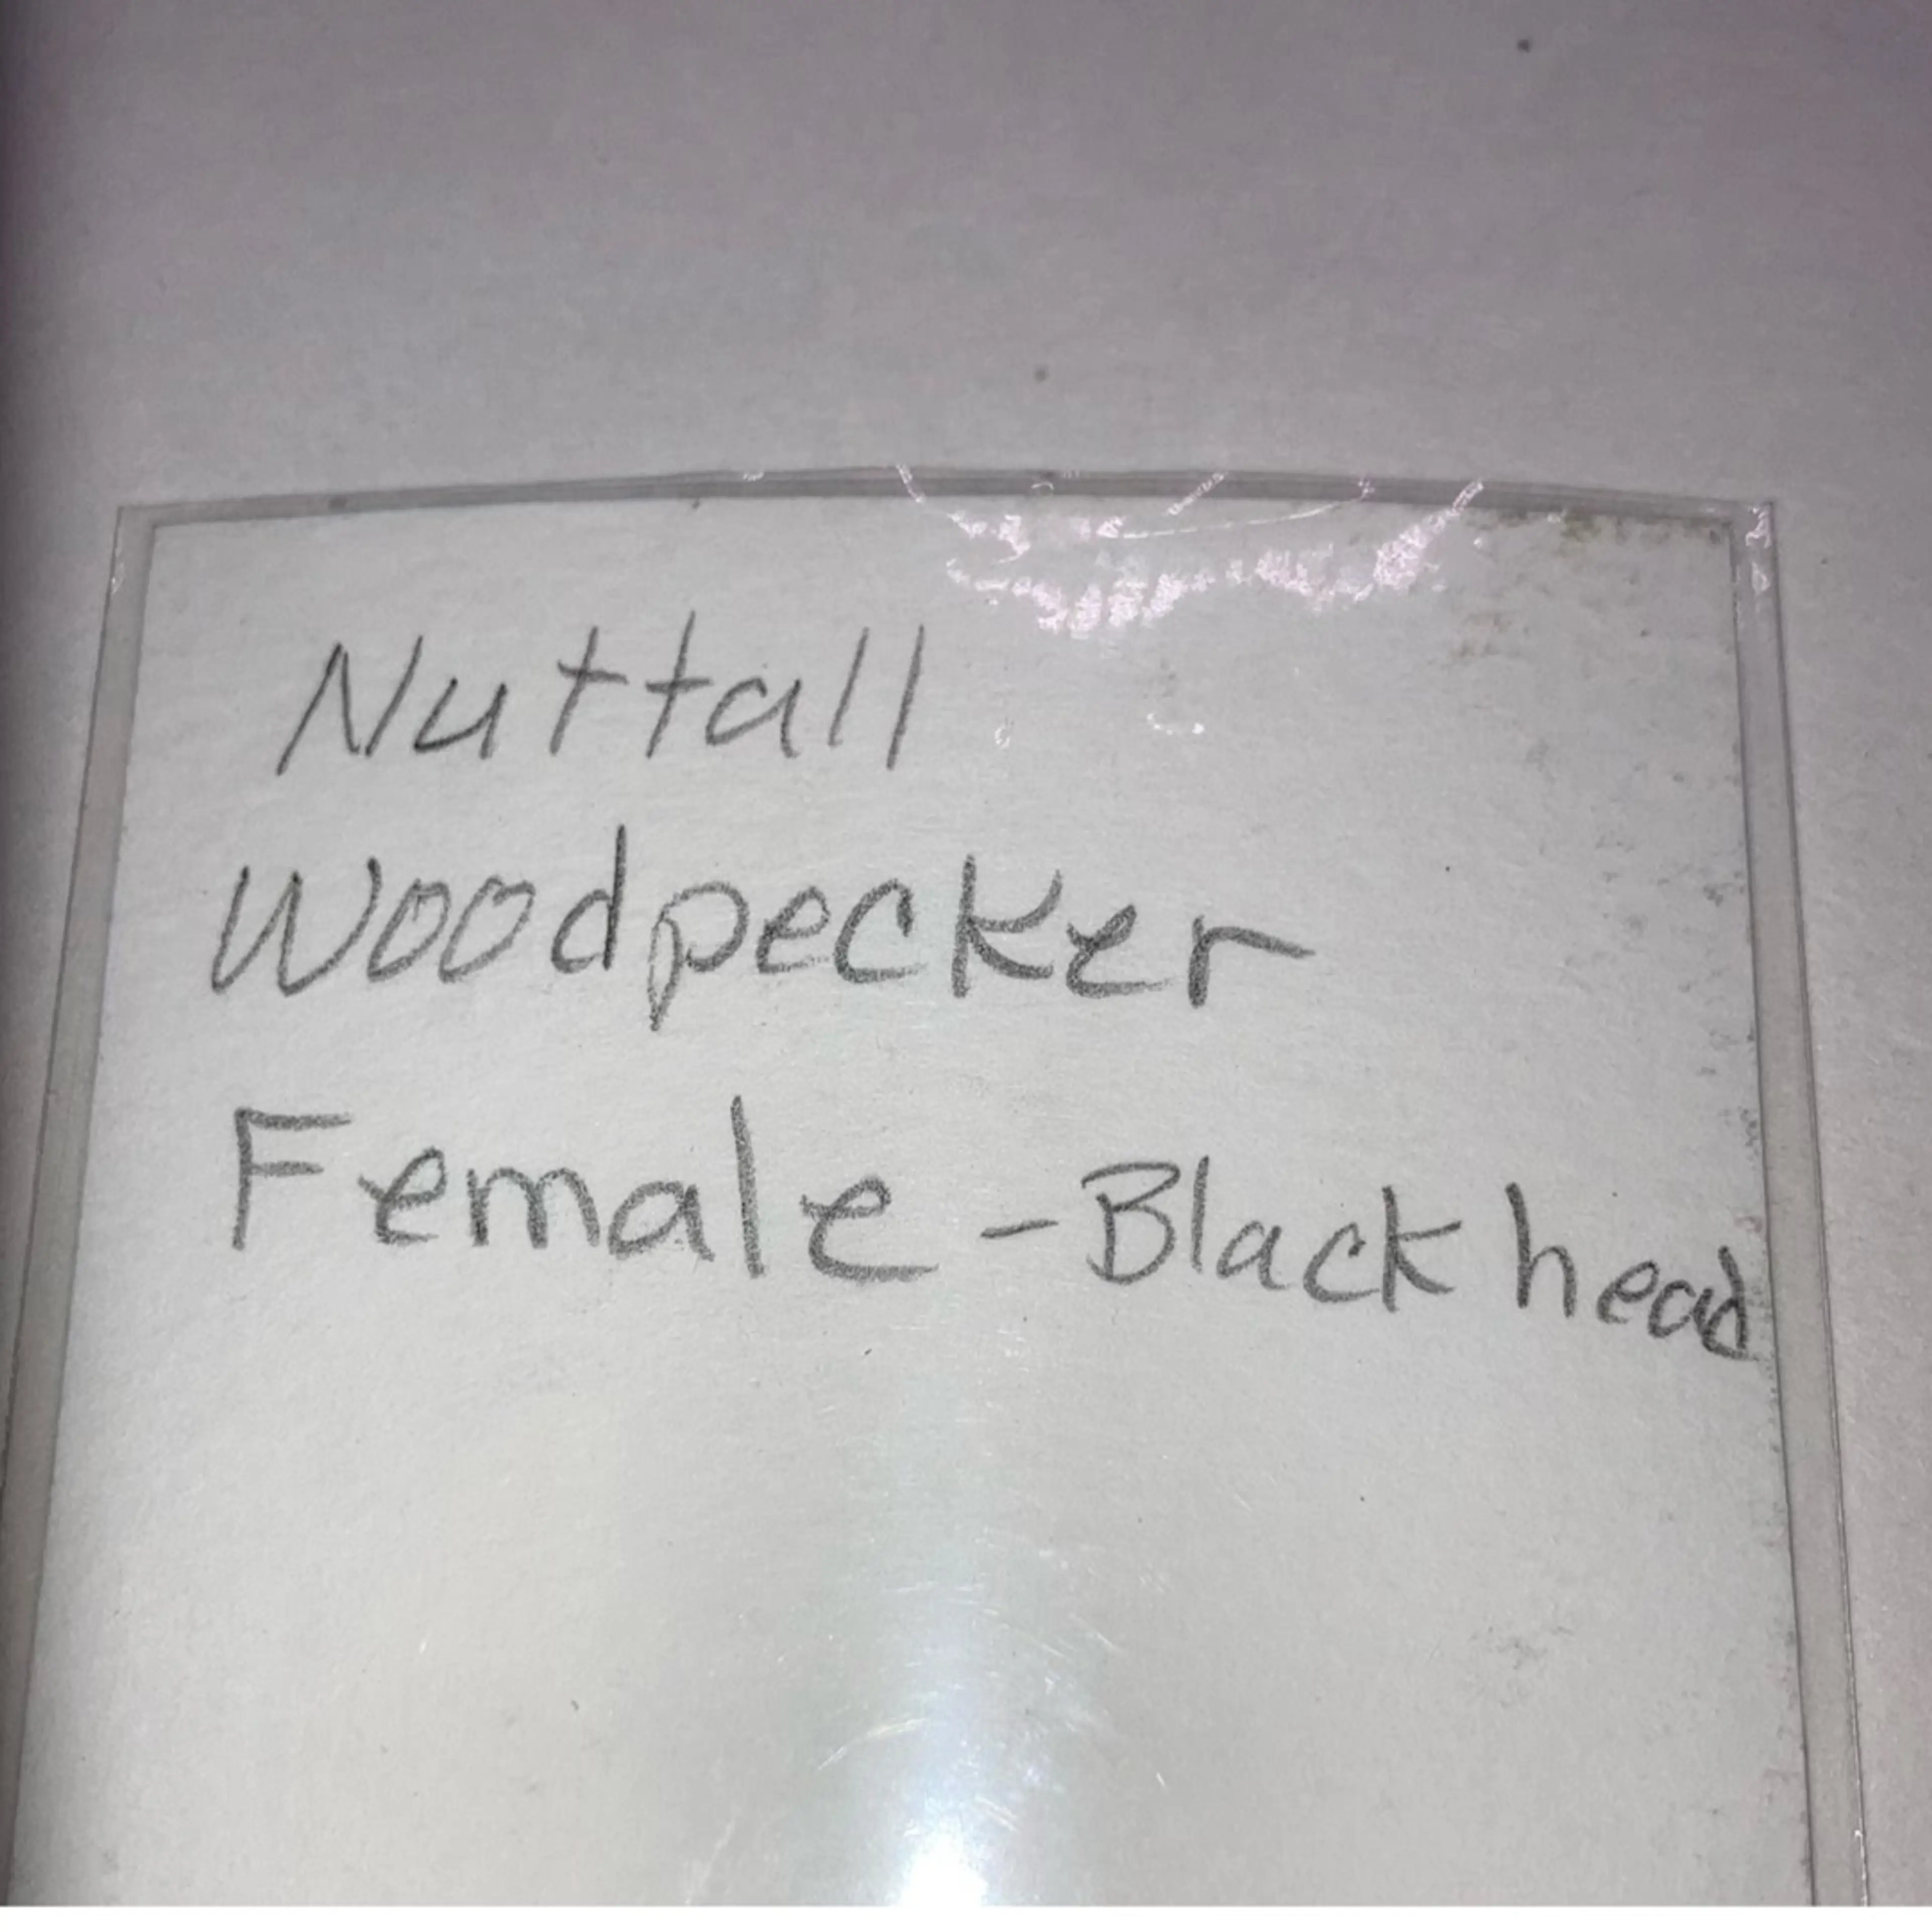 Nuttall
Woodpecker
Female - Black head